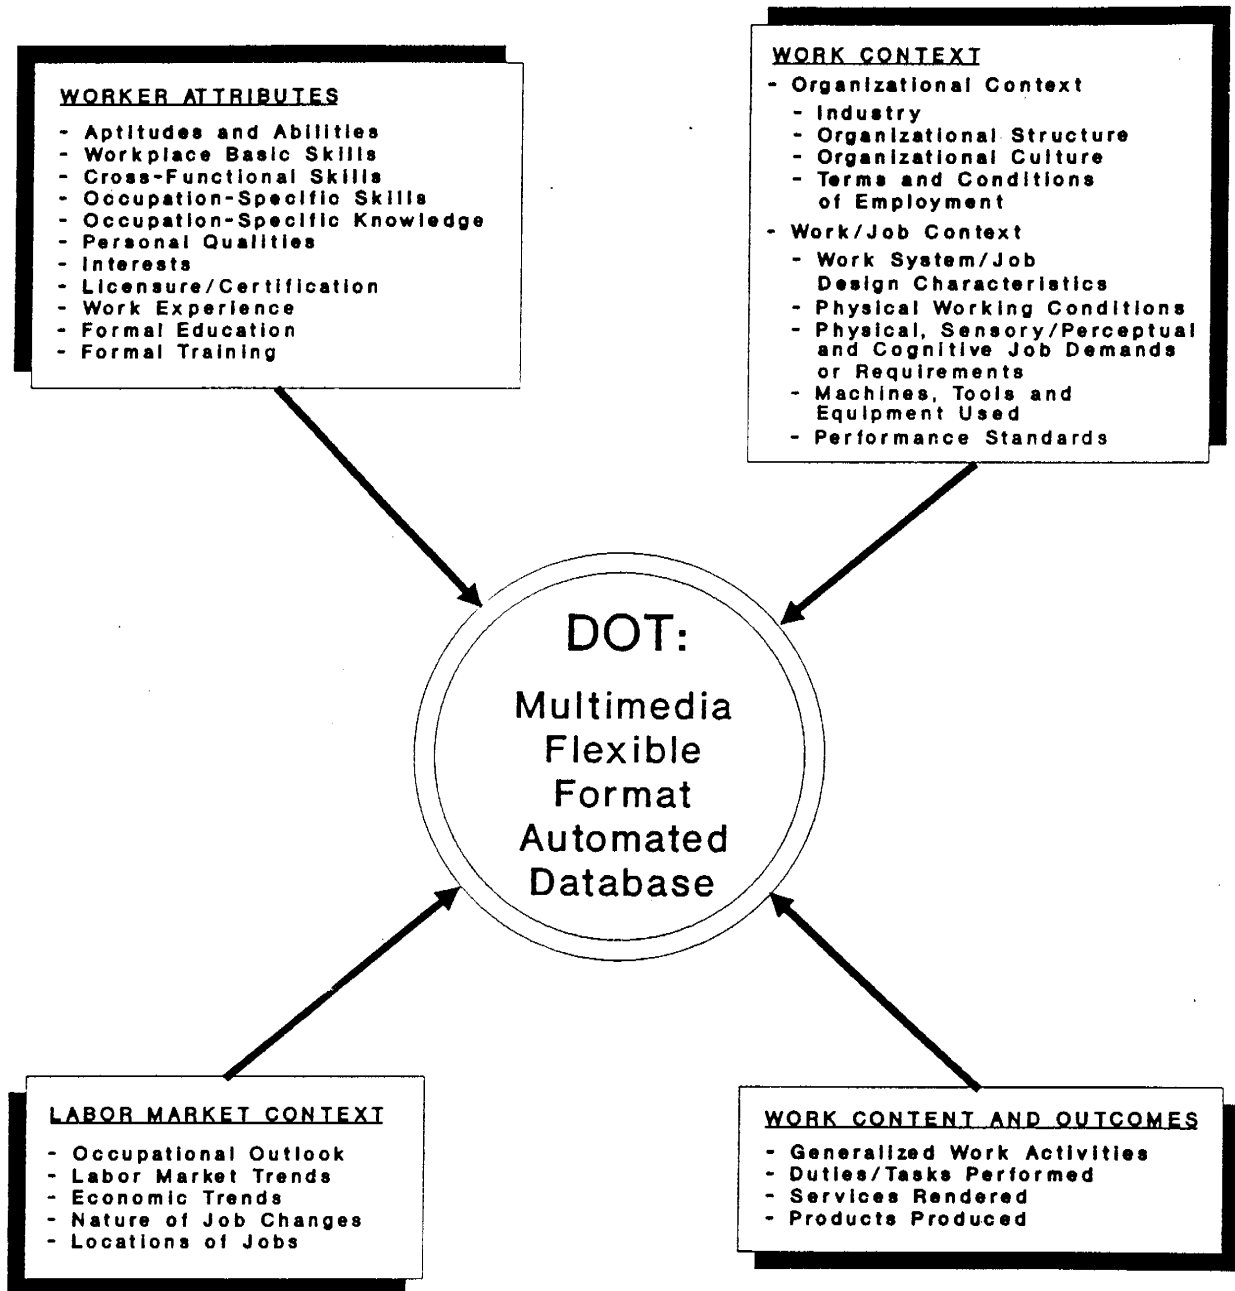 WORKER ATTRIBUTES
- Aptitudes and Abilities
- Workplace Basic Skills
- Cross-Functional Skills
- Occupation-Specific Skills
- Occupation-Specific Knowledge
- Personal Qualities
- Interests
- Licensure/Certification
- Work Experience
- Formal Education
- Formal Training
WORK CONTEXT
- Organizational Context
- Industry
- Organizational Structure
- Organizational Culture
- Terms and Conditions
of Employment
- Work/Job Context
- Work System/Job
Design Characteristics
- Physical Working Conditions
- Physical, Sensory/Perceptual
and Cognitive Job Demands
or Requirements
- Machines, Tools and
Equipment Used
- Performance Standards
DOT:
Multimedia
Flexible
Format
Automated
Database
LABOR MARKET CONTEXT
- Occupational Outlook
- Labor Market Trends
- Economic Trends
- Nature of Job Changes
- Locations of Jobs
WORK CONTENT AND OUTCOMES
- Generalized Work Activities
- Duties/Tasks Performed
- Services Rendered
- Products Produced